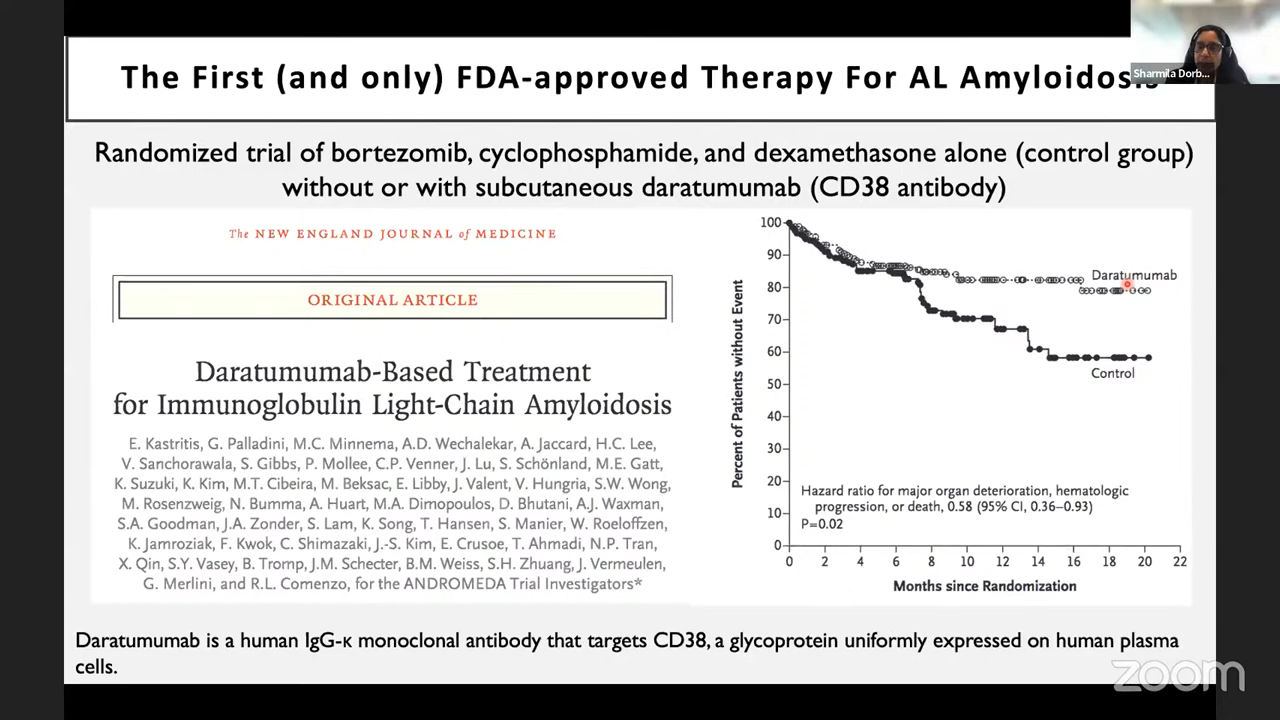 The First (and only) FDA-approved Therapy For AL Amyloidosis
Sharmila Dorb...
Randomized trial of bortezomib, cyclophosphamide, and dexamethasone alone (control group)
without or with subcutaneous daratumumab (CD38 antibody)
The NEW ENGLAND JOURNAL of MEDICINE
ORIGINAL ARTICLE
Daratumumab-Based Treatment
for Immunoglobulin Light-Chain Amyloidosis
E. Kastritis, G. Palladini, M.C. Minnema, A.D. Wechalekar, A. Jaccard, H.C. Lee,
V. Sanchorawala, S. Gibbs, P. Mollee, C.P. Venner, J. Lu, S. Schönland, M.E. Gatt,
K. Suzuki, K. Kim, M.T. Cibeira, M. Beksac, E. Libby, J. Valent, V. Hungria, S.W. Wong,
M. Rosenzweig, N. Bumma, A. Huart, M.A. Dimopoulos, D. Bhutani, A.J. Waxman,
S.A. Goodman, J.A. Zonder, S. Lam, K. Song, T. Hansen, S. Manier, W. Roeloffzen,
K. Jamroziak, F. Kwok, C. Shimazaki, J.-S. Kim, E. Crusoe, T. Ahmadi, N.P. Tran,
X. Qin, S.Y. Vasey, B. Tromp, J.M. Schecter, B.M. Weiss, S.H. Zhuang, J. Vermeulen,
G. Merlini, and R.L. Comenzo, for the ANDROMEDA Trial Investigators*
Percent of Patients without Event
100
90
80
70
60
50
40
30
20
10
0
Daratumumab
Control
Hazard ratio for major organ deterioration, hematologic
progression, or death, 0.58 (95% CI, 0.36–0.93)
P=0.02
0 2 4 6 8 10 12 14 16 18 20 22
Months since Randomization
Daratumumab is a human IgG-κ monoclonal antibody that targets CD38, a glycoprotein uniformly expressed on human plasma
cells.
zoom